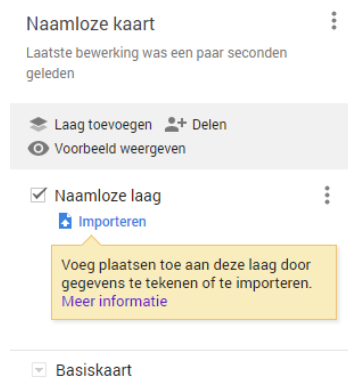 Naamloze kaart
Laatste bewerking was een paar seconden
geleden
Laag toevoegen Delen
Voorbeeld weergeven
Naamloze laag
Importeren
Voeg plaatsen toe aan deze laag door
gegevens te tekenen of te importeren.
Meer informatie
Basiskaart